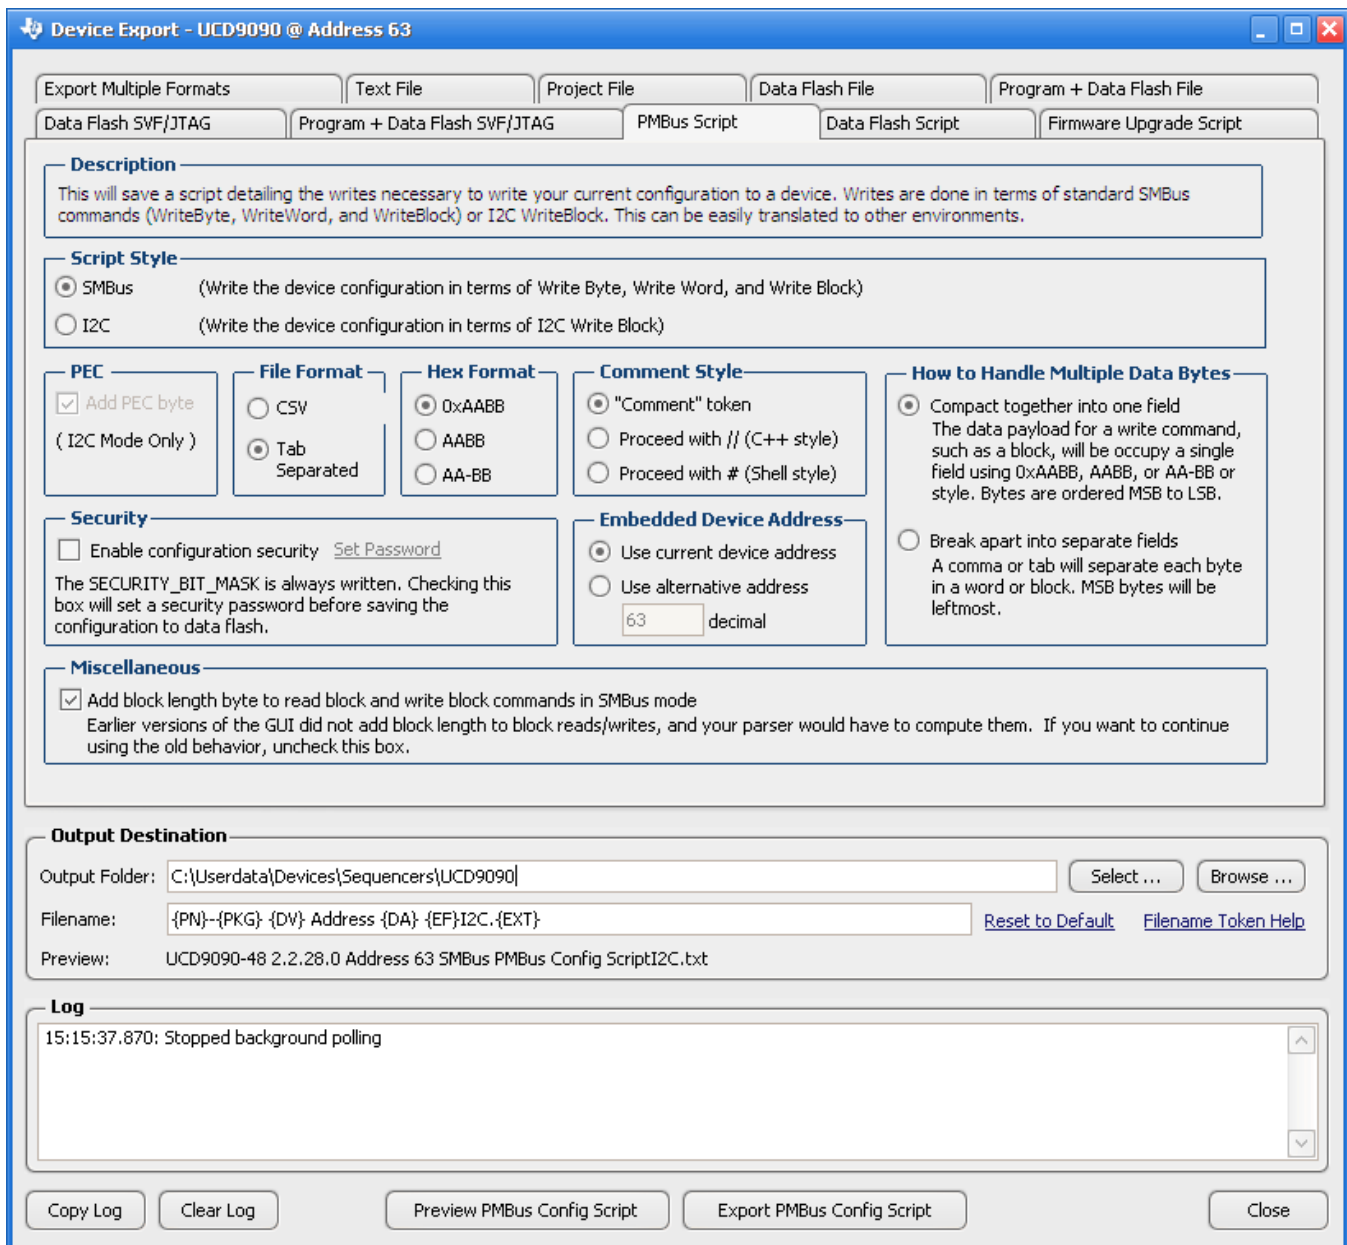 Device Export - UCD9090 @ Address 63
Export Multiple Formats
Text File
Project File
Data Flash File
Program + Data Flash File
Data Flash SVF/JTAG
Program + Data Flash SVF/JTAG
PMBus Script
Data Flash Script
Firmware Upgrade Script
Description
This will save a script detailing the writes necessary to write your current configuration to a device. Writes are done in terms of standard SMBus
commands (WriteByte, WriteWord, and WriteBlock) or I2C WriteBlock. This can be easily translated to other environments.
Script Style
SMBus (Write the device configuration in terms of Write Byte, Write Word, and Write Block)
I2C (Write the device configuration in terms of I2C Write Block)
PEC
Add PEC byte
( I2C Mode Only )
File Format
CSV
Tab
Separated
Hex Format
0xAABB
AABB
AA-BB
Comment Style
"Comment" token
Proceed with // (C++ style)
Proceed with # (Shell style)
How to Handle Multiple Data Bytes
Compact together into one field
The data payload for a write command,
such as a block, will be occupy a single
field using 0xAABB, AABB, or AA-BB or
style. Bytes are ordered MSB to LSB.
Break apart into separate fields
A comma or tab will separate each byte
in a word or block. MSB bytes will be
leftmost.
Security
Enable configuration security Set Password
The SECURITY_BIT_MASK is always written. Checking this
box will set a security password before saving the
configuration to data flash.
Embedded Device Address
Use current device address
Use alternative address
63 decimal
Miscellaneous
Add block length byte to read block and write block commands in SMBus mode
Earlier versions of the GUI did not add block length to block reads/writes, and your parser would have to compute them. If you want to continue
using the old behavior, uncheck this box.
Output Destination
Output Folder: C:\Userdata\Devices\Sequencers\UCD9090
Select ...
Browse ...
Filename: {PN}-{PKG} {DV} Address {DA} {EF}I2C.{EXT}
Reset to Default
Filename Token Help
Preview: UCD9090-48 2.2.28.0 Address 63 SMBus PMBus Config ScriptI2C.txt
Log
15:15:37.870: Stopped background polling
Copy Log
Clear Log
Preview PMBus Config Script
Export PMBus Config Script
Close